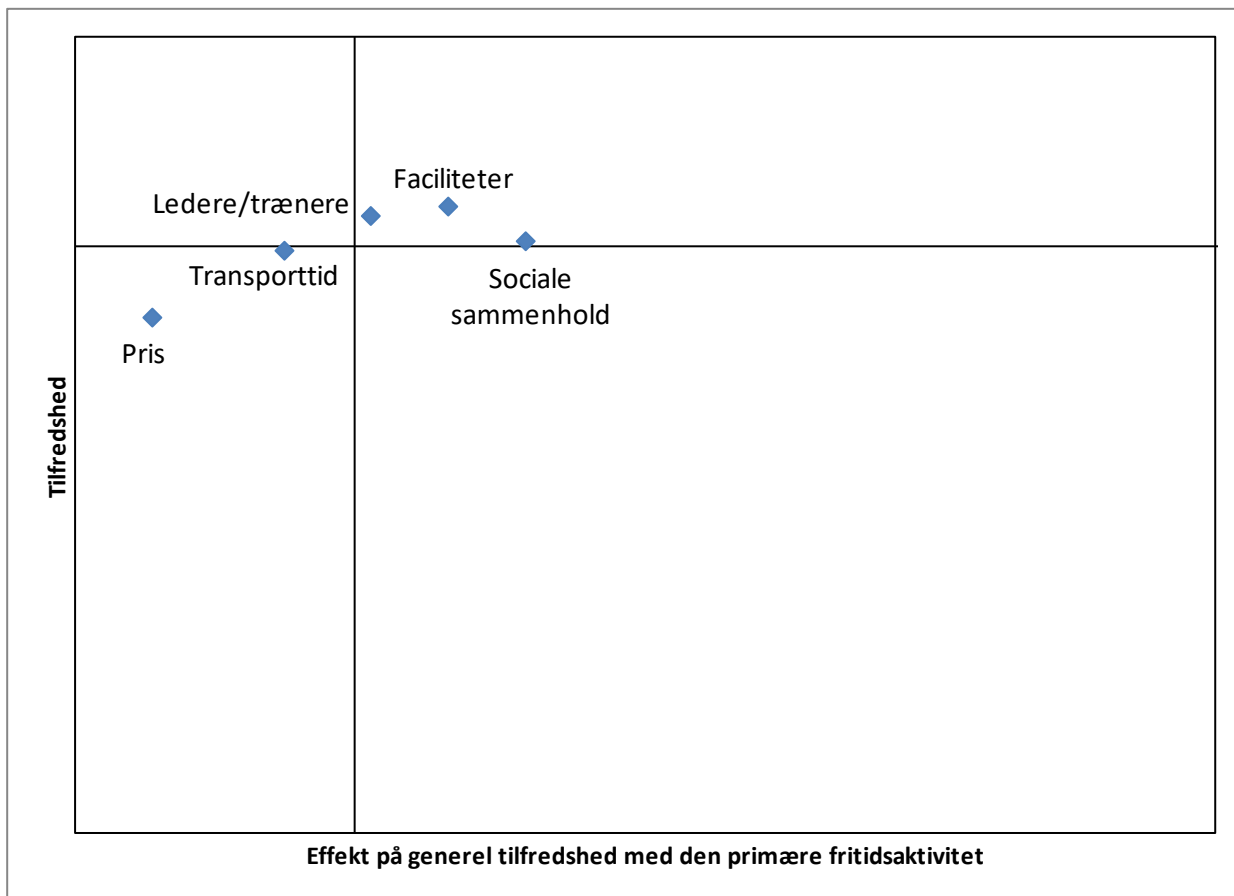 Faciliteter
Ledere/trænere
Transporttid
Sociale
sammenhold
Pris
Tilfredshed
Effekt på generel tilfredshed med den primære fritidsaktivitet